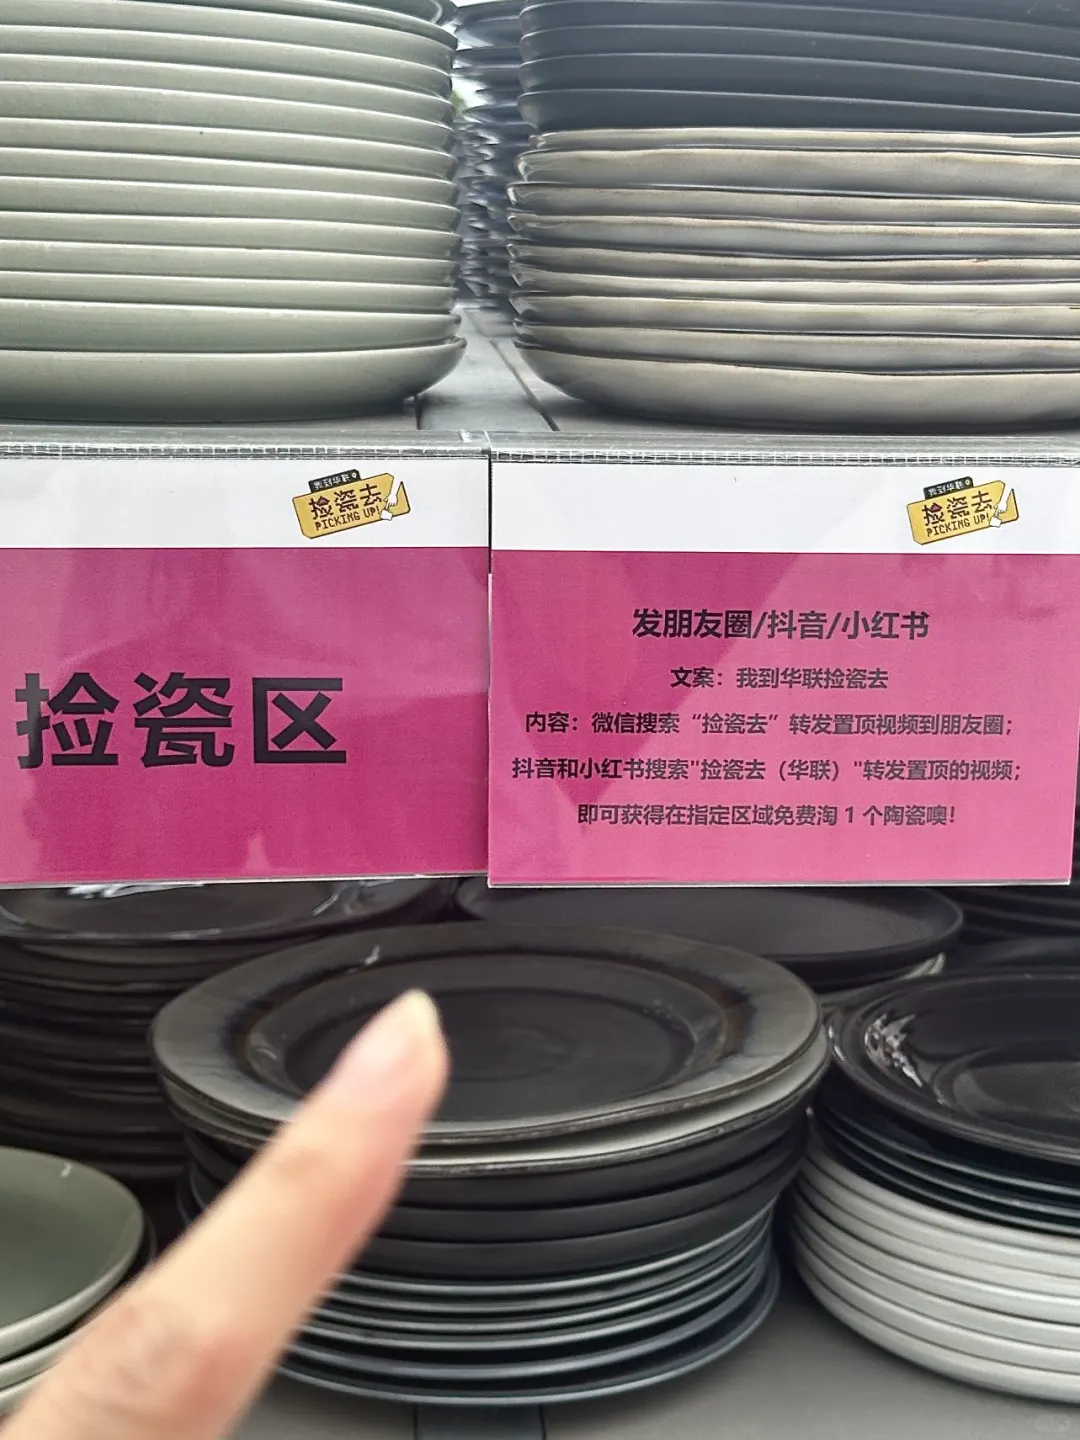 我到华联
捡瓷去
PICKING UP!
捡瓷区
我到华联
捡瓷去
PICKING UP!
发朋友圈/抖音/小红书
文案：我到华联捡瓷去
内容：微信搜索“捡瓷去”转发置顶视频到朋友圈；
抖音和小红书搜索"捡瓷去（华联）"转发置顶的视频；
即可获得在指定区域免费淘 1 个陶瓷噢！